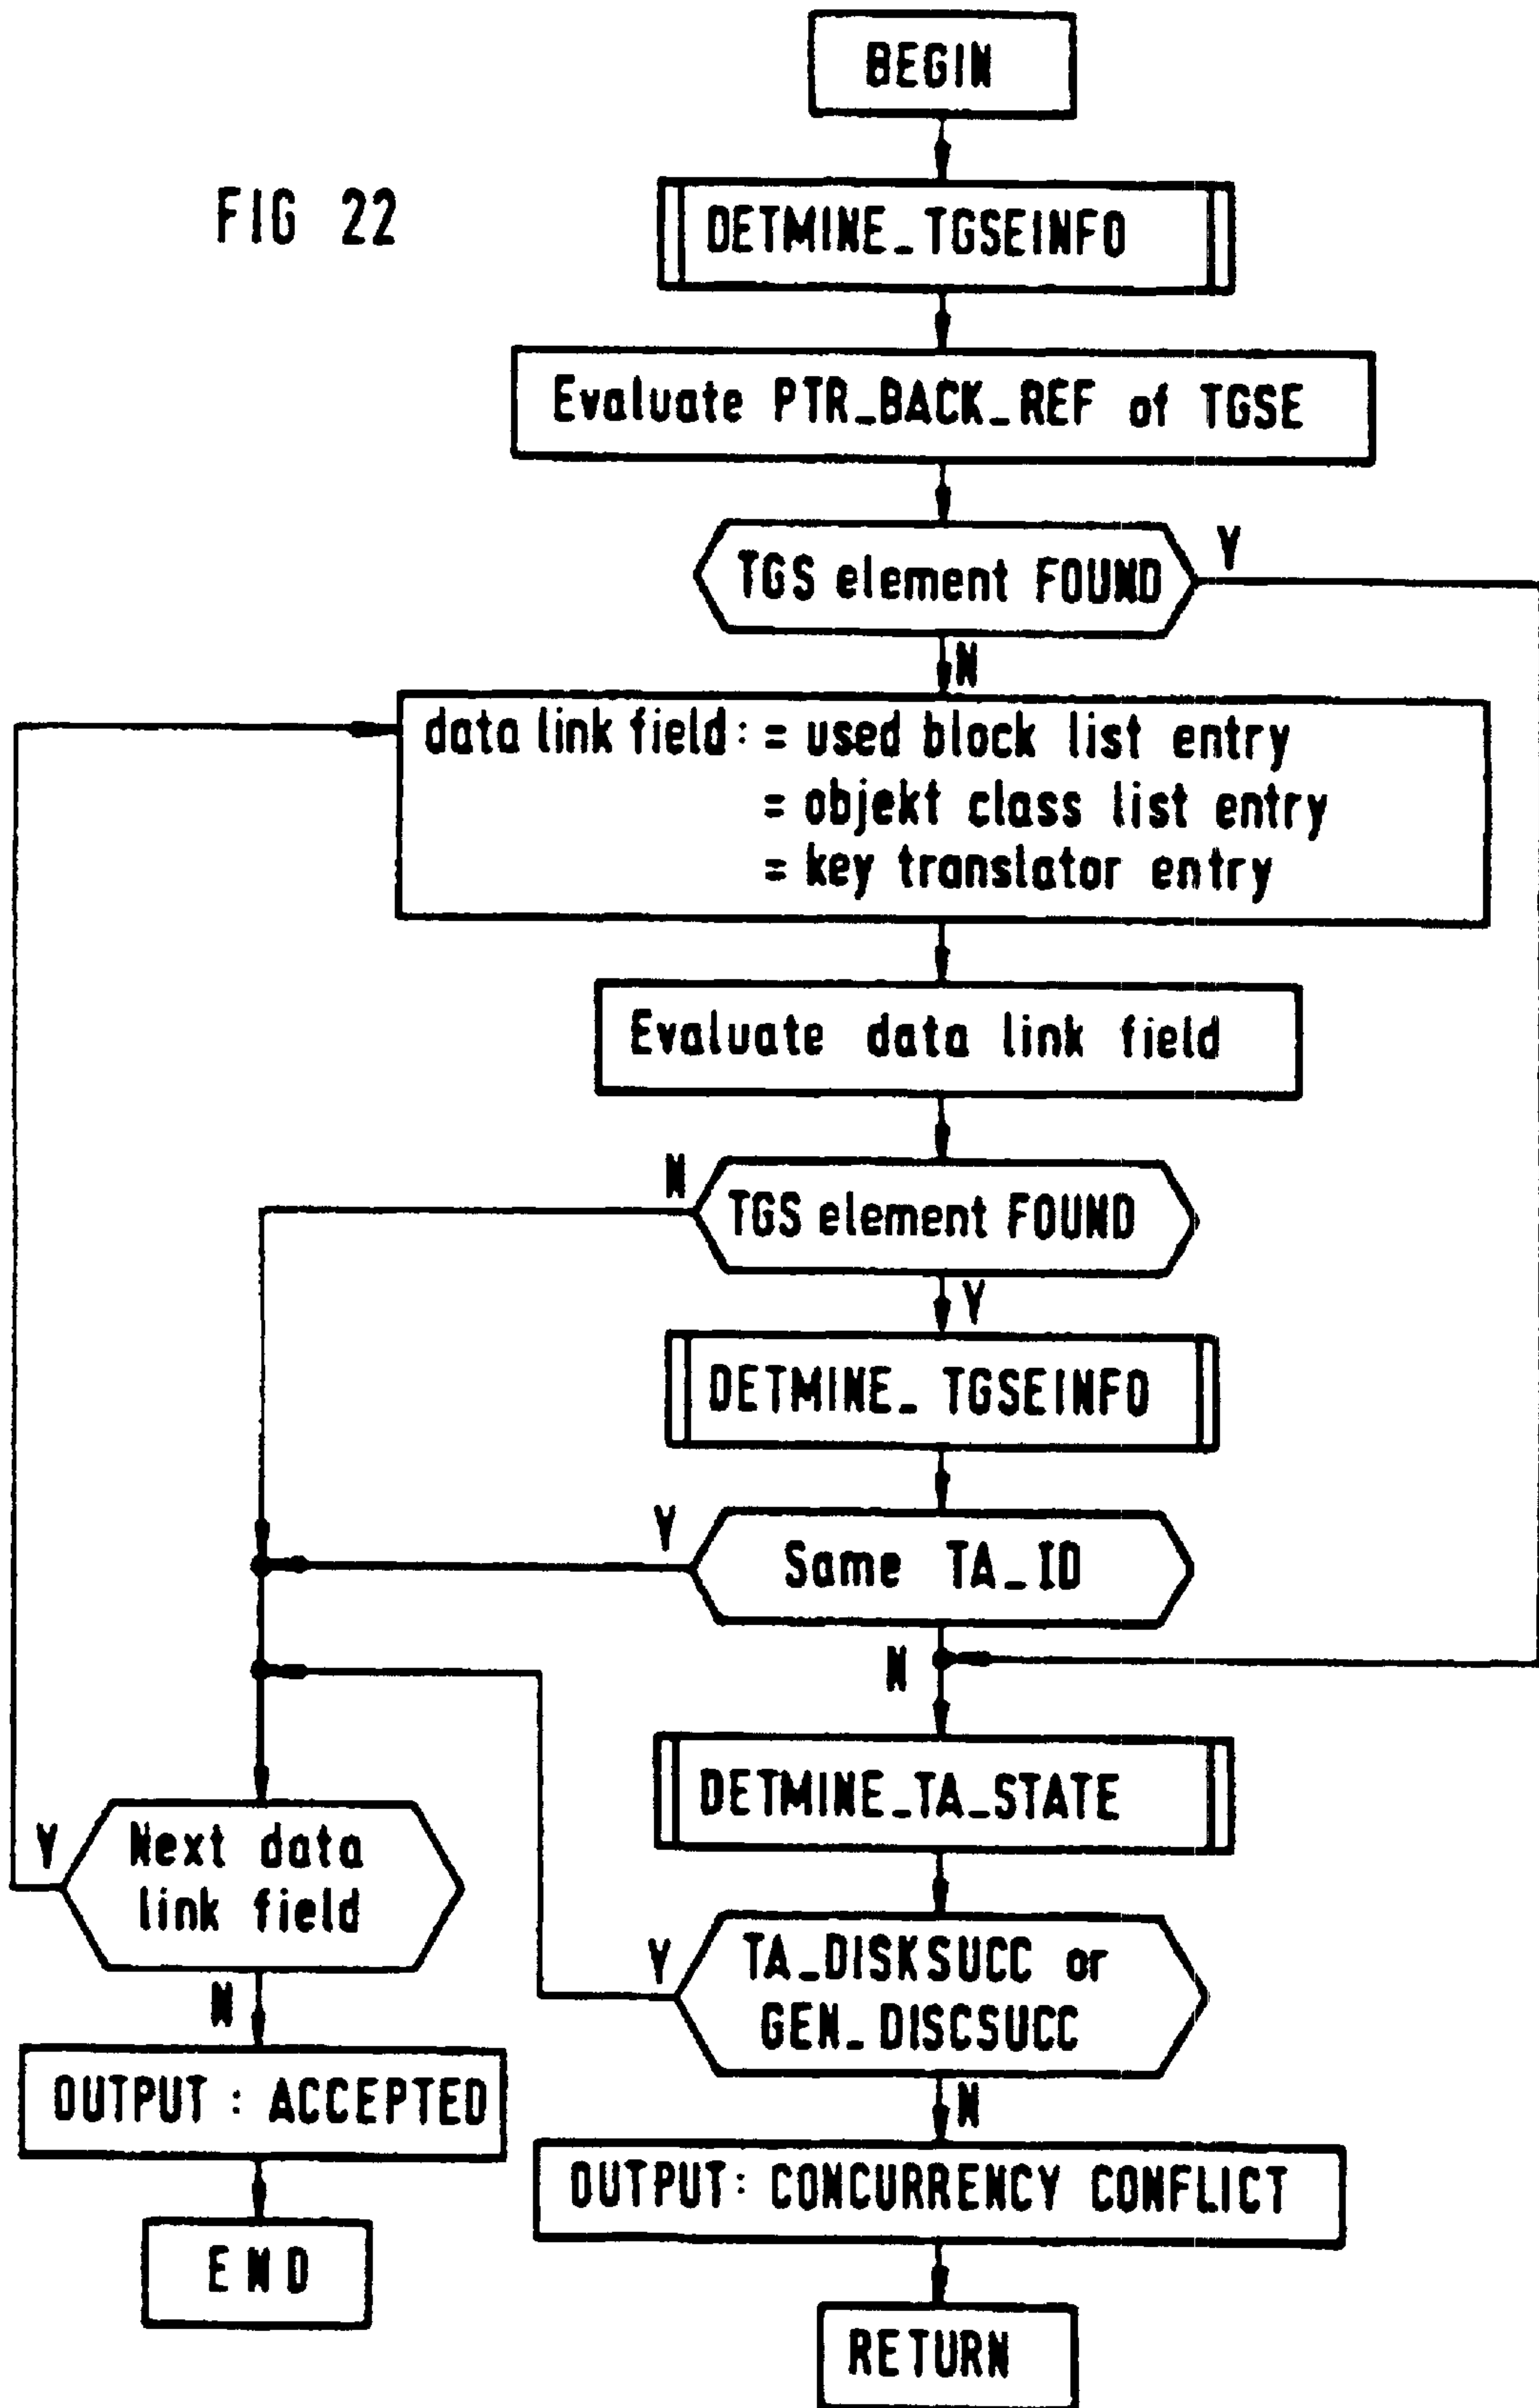 BEGIN
FIG 22
DETMINE_TGSEINFO
Evaluate PTR_BACK_REF of TGSE
TGS element FOUND
Y
N
data link field : = used block list entry
= objekt class list entry
= key translator entry
Evaluate data link field
N
TGS element FOUND
Y
DETMINE_ TGSEINFO
Y
Same TA_ID
N
DETMINE_TA_STATE
Y
Next data
link field
N
Y
TA_DISKSUCC or
GEN_DISCSUCC
N
OUTPUT : ACCEPTED
OUTPUT : CONCURRENCY CONFLICT
END
RETURN